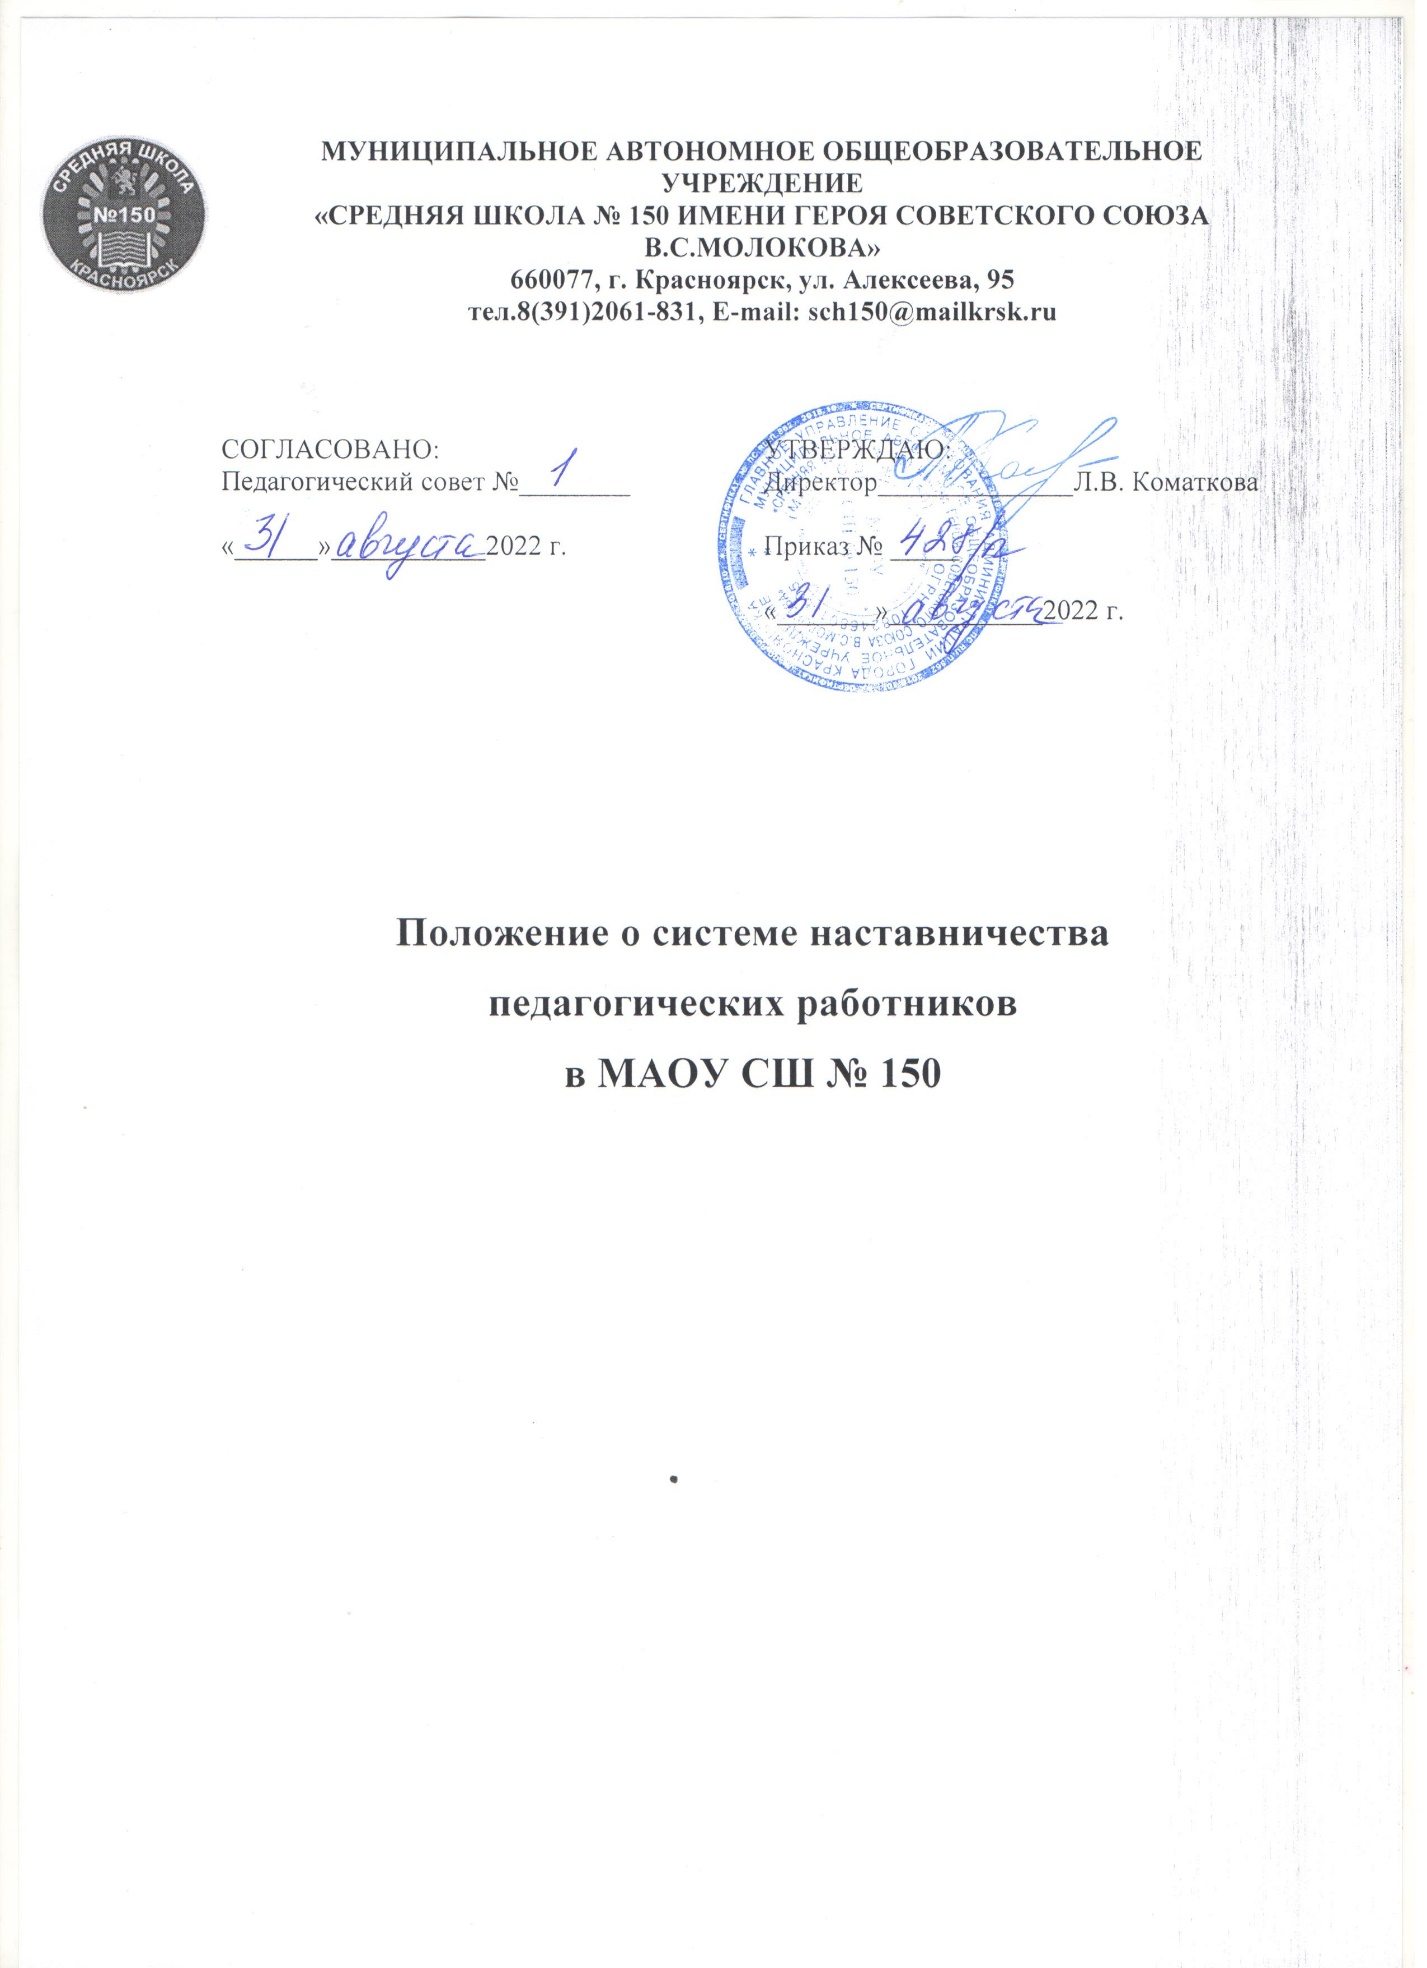 СРЕДНЯЯ ШКОЛА
№150
КРАСНОЯРСК
МУНИЦИПАЛЬНОЕ АВТОНОМНОЕ ОБЩЕОБРАЗОВАТЕЛЬНОЕ
УЧРЕЖДЕНИЕ
«СРЕДНЯЯ ШКОЛА № 150 ИМЕНИ ГЕРОЯ СОВЕТСКОГО СОЮЗА
В.С.МОЛОКОВА»
660077, г. Красноярск, ул. Алексеева, 95
тел.8(391)2061-831, E-mail: sch150@mailkrsk.ru
СОГЛАСОВАНО:
Педагогический совет № 1
«31» августа 2022 г.
УТВЕРЖДАЮ:
Директор Л.В. Коматкова
Приказ №
«31» августа 2022 г.
Положение о системе наставничества
педагогических работников
в МАОУ СШ № 150